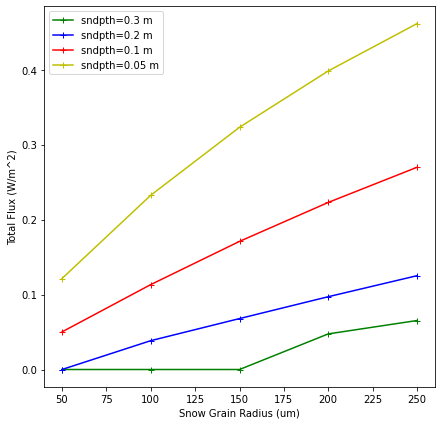 sndpth=0.3 m
sndpth=0.2 m
sndpth=0.1 m
sndpth=0.05 m
Total Flux (W/m^2)
0.4
0.3
0.2
0.1
0.0
50 75 100 125 150 175 200 225 250
Snow Grain Radius (um)